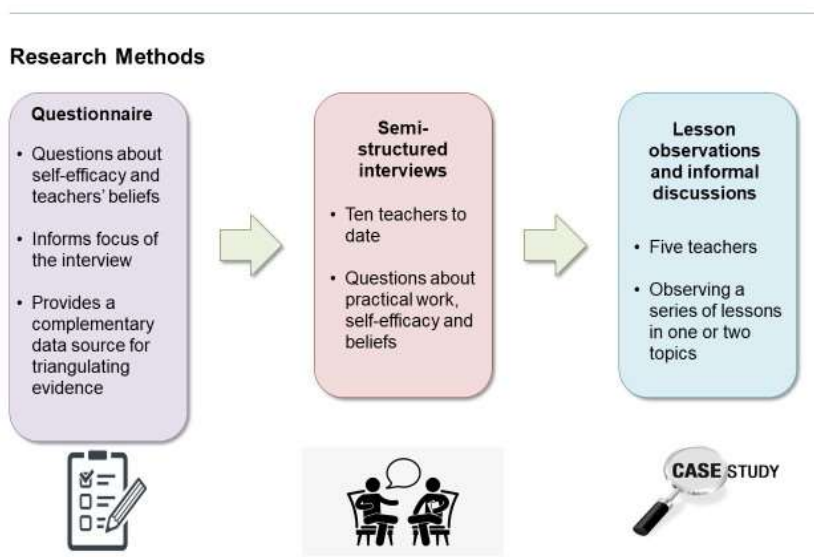 Research Methods
Questionnaire
• Questions about
self-efficacy and
teachers' beliefs
• Informs focus of
the interview
• Provides a
complementary
data source for
triangulating
evidence
Semi-
structured
interviews
• Ten teachers to
date
• Questions about
practical work,
self-efficacy and
beliefs
Lesson
observations
and informal
discussions
• Five teachers
• Observing a
series of lessons
in one or two
topics
CASE STUDY